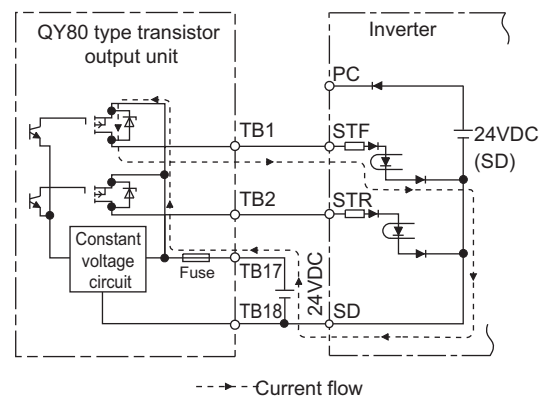 QY80 type transistor
output unit
Inverter
PC
TB1
STF
24VDC
(SD)
TB2
STR
Constant
voltage
circuit
Fuse
TB17
24VDC
TB18
SD
Current flow